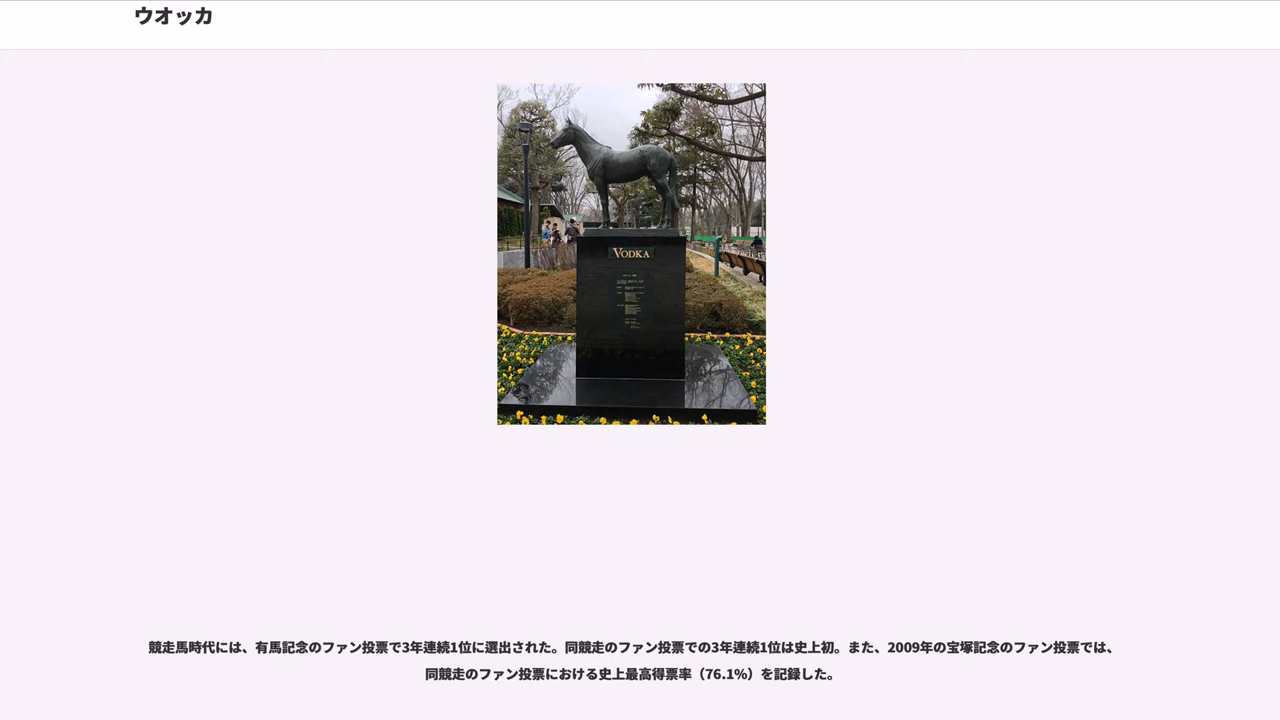 ウオッカ
VODKA
競走馬時代には、有馬記念のファン投票で3年連続1位に選出された。同競走のファン投票での3年連続1位は史上初。また、2009年の宝塚記念のファン投票では、
同競走のファン投票における史上最高得票率（76.1%）を記録した。